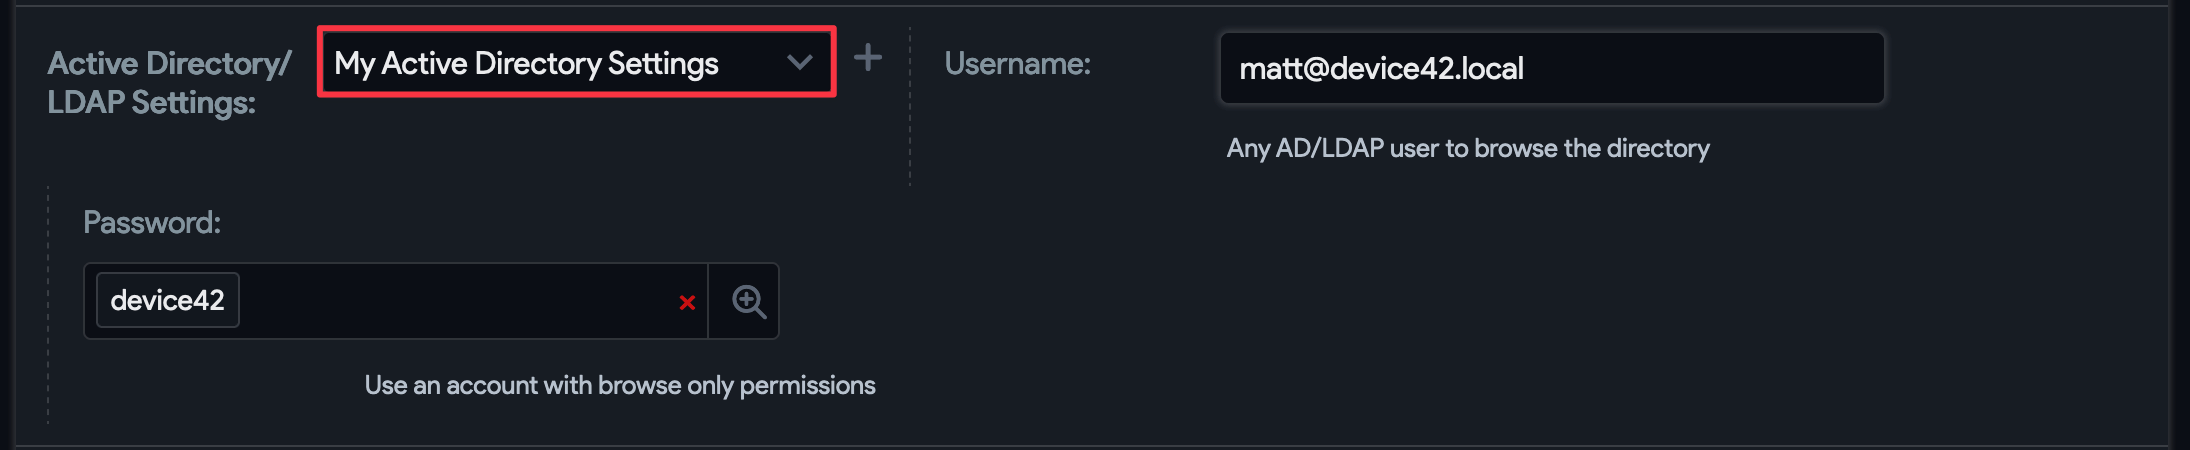 Active Directory/
LDAP Settings:
My Active Directory Settings
Username:
matt@device42.local
Any AD/LDAP user to browse the directory
Password:
device42
Use an account with browse only permissions